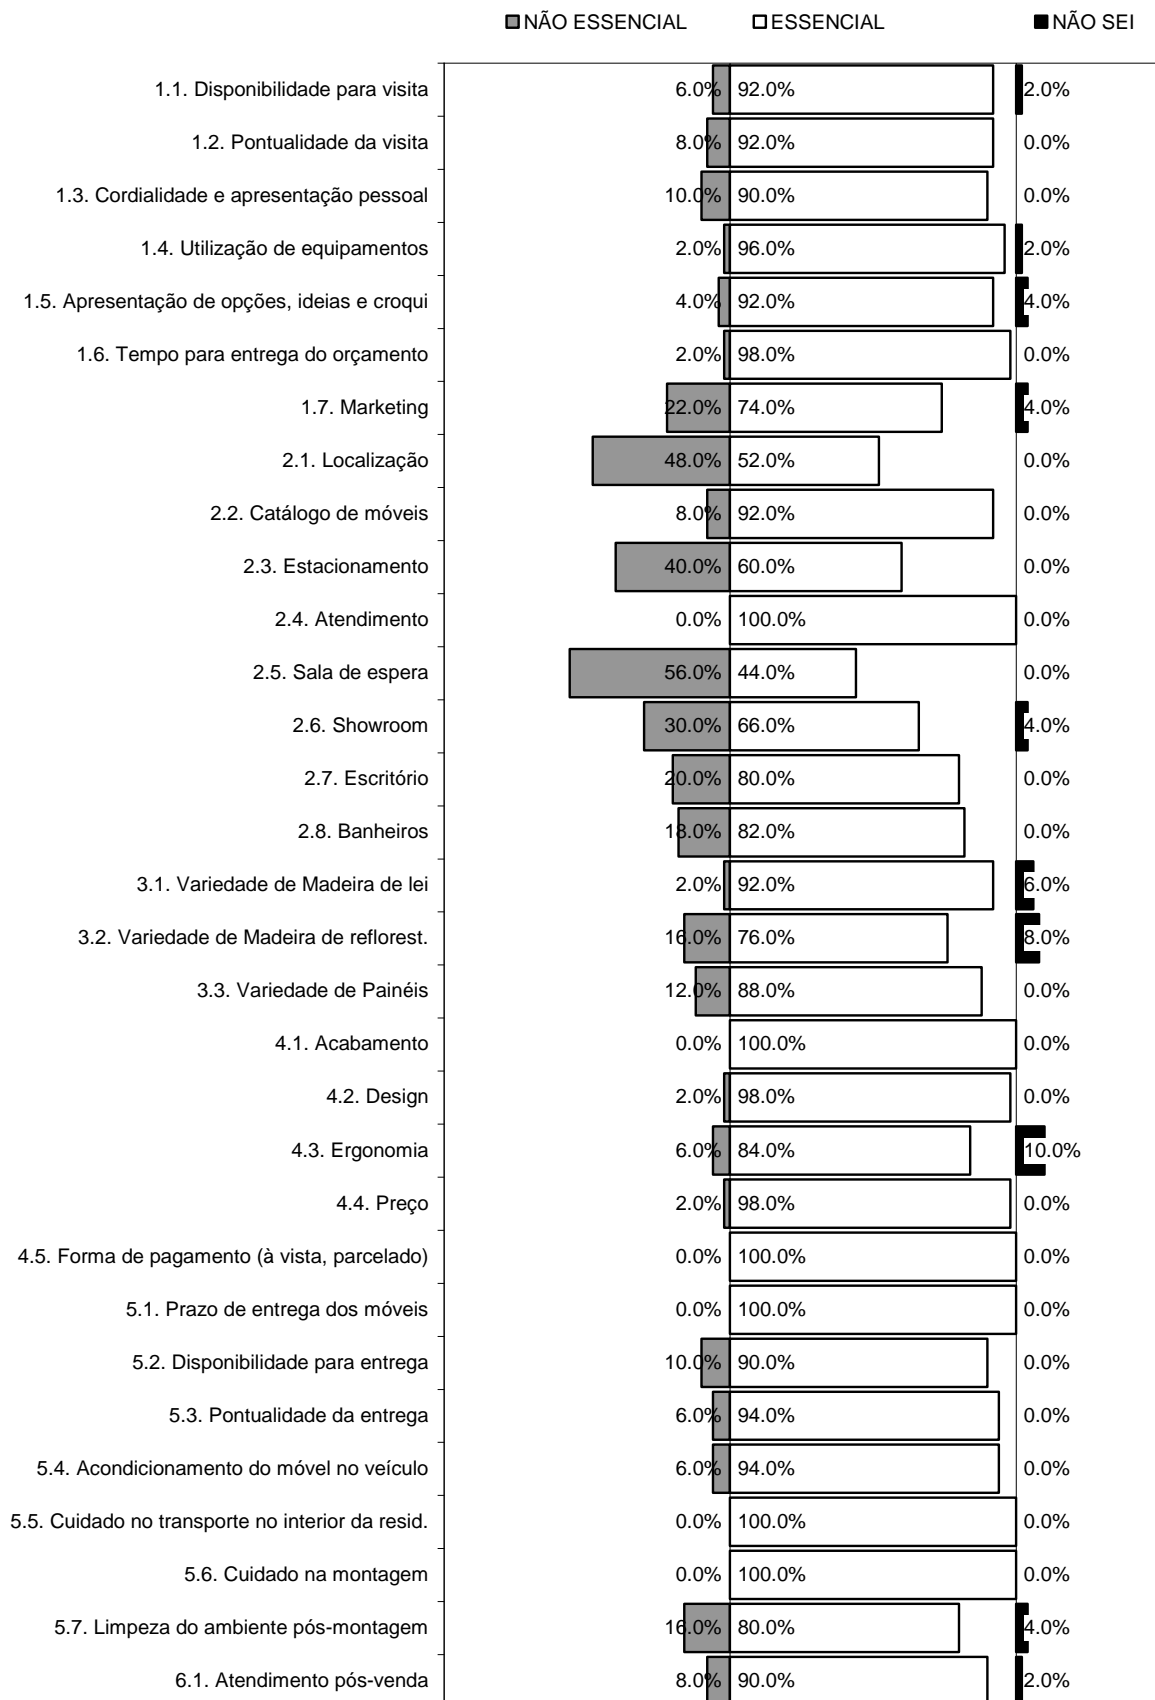 NÃO ESSENCIAL ESSENCIAL NÃO SEI
1.1. Disponibilidade para visita 6.0% 92.0% 2.0%
1.2. Pontualidade da visita 8.0% 92.0% 0.0%
1.3. Cordialidade e apresentação pessoal 10.0% 90.0% 0.0%
1.4. Utilização de equipamentos 2.0% 96.0% 2.0%
1.5. Apresentação de opções, ideias e croqui 4.0% 92.0% 4.0%
1.6. Tempo para entrega do orçamento 2.0% 98.0% 0.0%
1.7. Marketing 22.0% 74.0% 4.0%
2.1. Localização 48.0% 52.0% 0.0%
2.2. Catálogo de móveis 8.0% 92.0% 0.0%
2.3. Estacionamento 40.0% 60.0% 0.0%
2.4. Atendimento 0.0% 100.0% 0.0%
2.5. Sala de espera 56.0% 44.0% 0.0%
2.6. Showroom 30.0% 66.0% 4.0%
2.7. Escritório 20.0% 80.0% 0.0%
2.8. Banheiros 18.0% 82.0% 0.0%
3.1. Variedade de Madeira de lei 2.0% 92.0% 6.0%
3.2. Variedade de Madeira de reflorest. 16.0% 76.0% 8.0%
3.3. Variedade de Painéis 12.0% 88.0% 0.0%
4.1. Acabamento 0.0% 100.0% 0.0%
4.2. Design 2.0% 98.0% 0.0%
4.3. Ergonomia 6.0% 84.0% 10.0%
4.4. Preço 2.0% 98.0% 0.0%
4.5. Forma de pagamento (à vista, parcelado) 0.0% 100.0% 0.0%
5.1. Prazo de entrega dos móveis 0.0% 100.0% 0.0%
5.2. Disponibilidade para entrega 10.0% 90.0% 0.0%
5.3. Pontualidade da entrega 6.0% 94.0% 0.0%
5.4. Acondicionamento do móvel no veículo 6.0% 94.0% 0.0%
5.5. Cuidado no transporte no interior da resid. 0.0% 100.0% 0.0%
5.6. Cuidado na montagem 0.0% 100.0% 0.0%
5.7. Limpeza do ambiente pós-montagem 16.0% 80.0% 4.0%
6.1. Atendimento pós-venda 8.0% 90.0% 2.0%